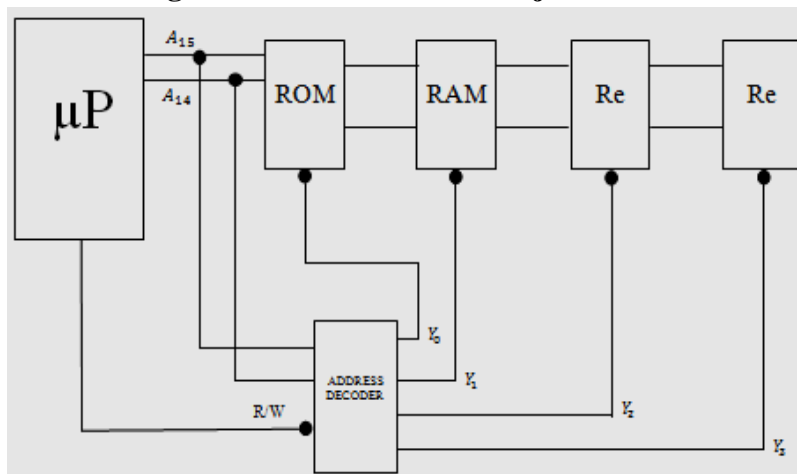 A₁₅
A₁₄
μP
ROM
RAM
Re
Re
Y₀
ADDRESS
DECODER
Y₁
R/W
Y₂
Y₃